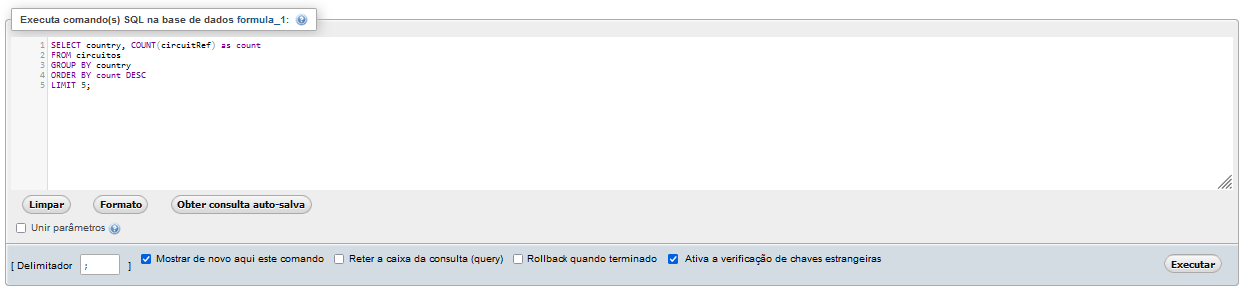 Executa comando(s) SQL na base de dados formula_1:
1 SELECT country, COUNT(circuitRef) as count
2 FROM circuitos
3 GROUP BY country
4 ORDER BY count DESC
5 LIMIT 5;
Limpar Formato Obter consulta auto-salva
Unir parâmetros
[ Delimitador ; ] Mostrar de novo aqui este comando Reter a caixa da consulta (query) Rollback quando terminado Ativa a verificação de chaves estrangeiras Executar